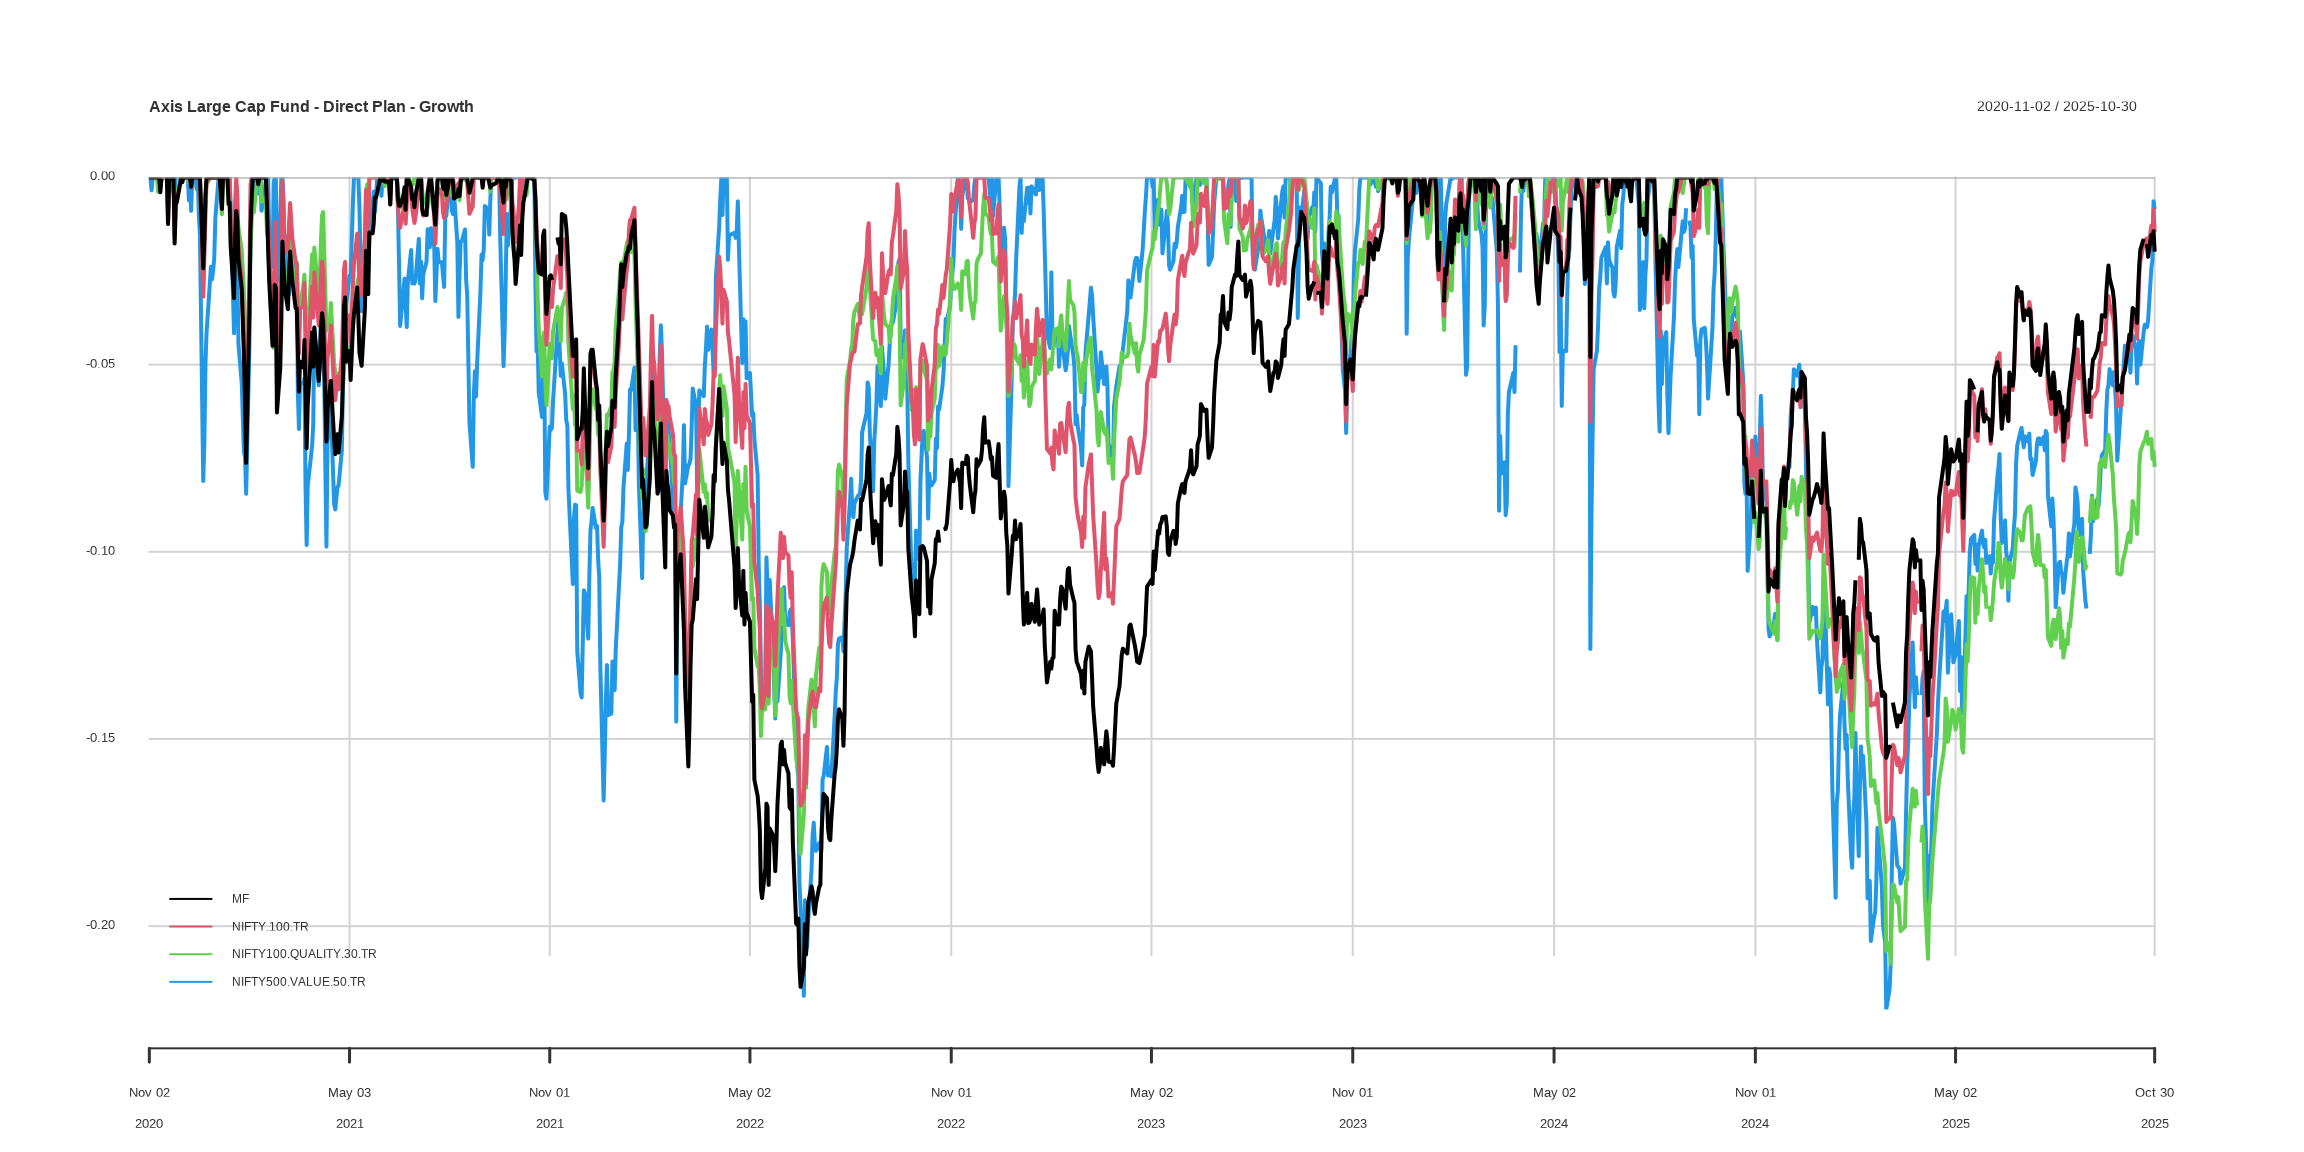 Axis Large Cap Fund - Direct Plan - Growth
2020-11-02 / 2025-10-30
0.00
-0.05
-0.10
-0.15
-0.20
MF
NIFTY.100.TR
NIFTY100.QUALITY.30.TR
NIFTY500.VALUE.50.TR
Nov 02 May 03 Nov 01 May 02 Nov 01 May 02 Nov 01 May 02 Nov 01 May 02 Oct 30
2020 2021 2021 2022 2022 2023 2023 2024 2024 2025 2025